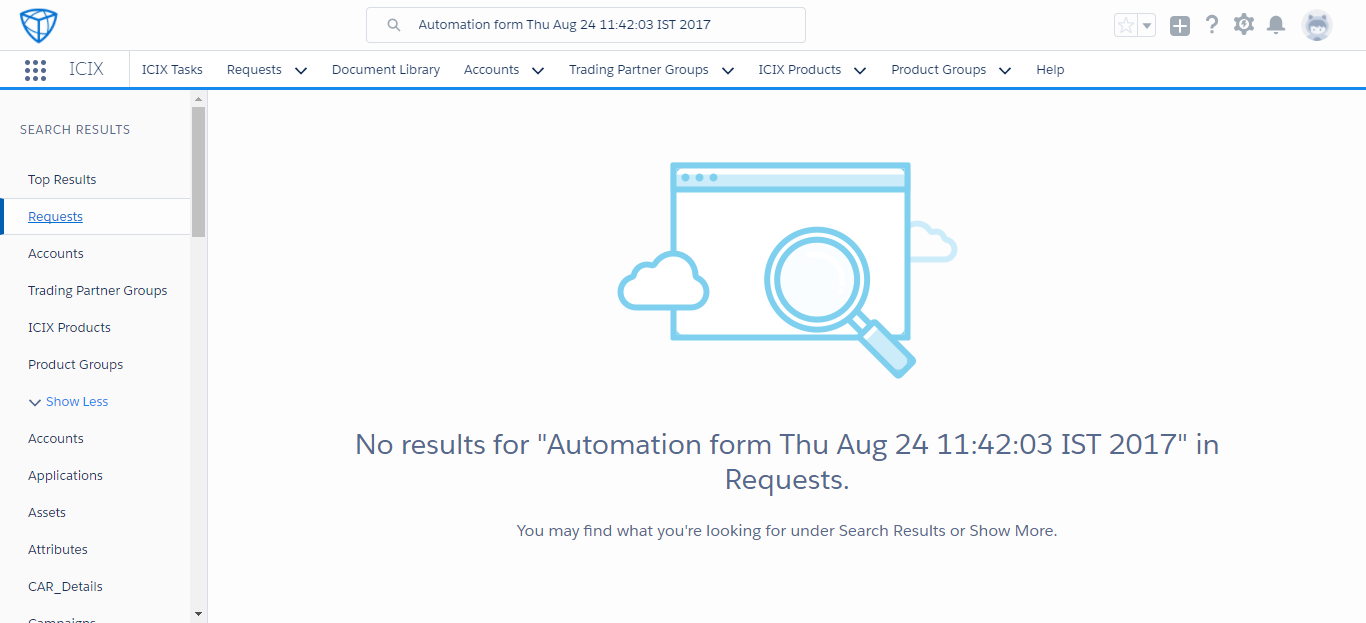 Automation form Thu Aug 24 11:42:03 IST 2017
ICIX
ICIX Tasks
Requests
Document Library
Accounts
Trading Partner Groups
ICIX Products
Product Groups
Help
SEARCH RESULTS
Top Results
Requests
Accounts
Trading Partner Groups
ICIX Products
Product Groups
Show Less
Accounts
Applications
Assets
Attributes
CAR_Details
Campaigns
No results for "Automation form Thu Aug 24 11:42:03 IST 2017" in
Requests.
You may find what you're looking for under Search Results or Show More.